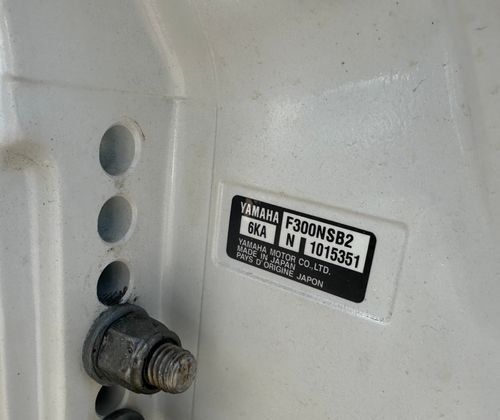 YAMAHA F300NSB2
6KA N 1015351
YAMAHA MOTOR CO., LTD.
MADE IN JAPAN
PAYS D'ORIGINE JAPON